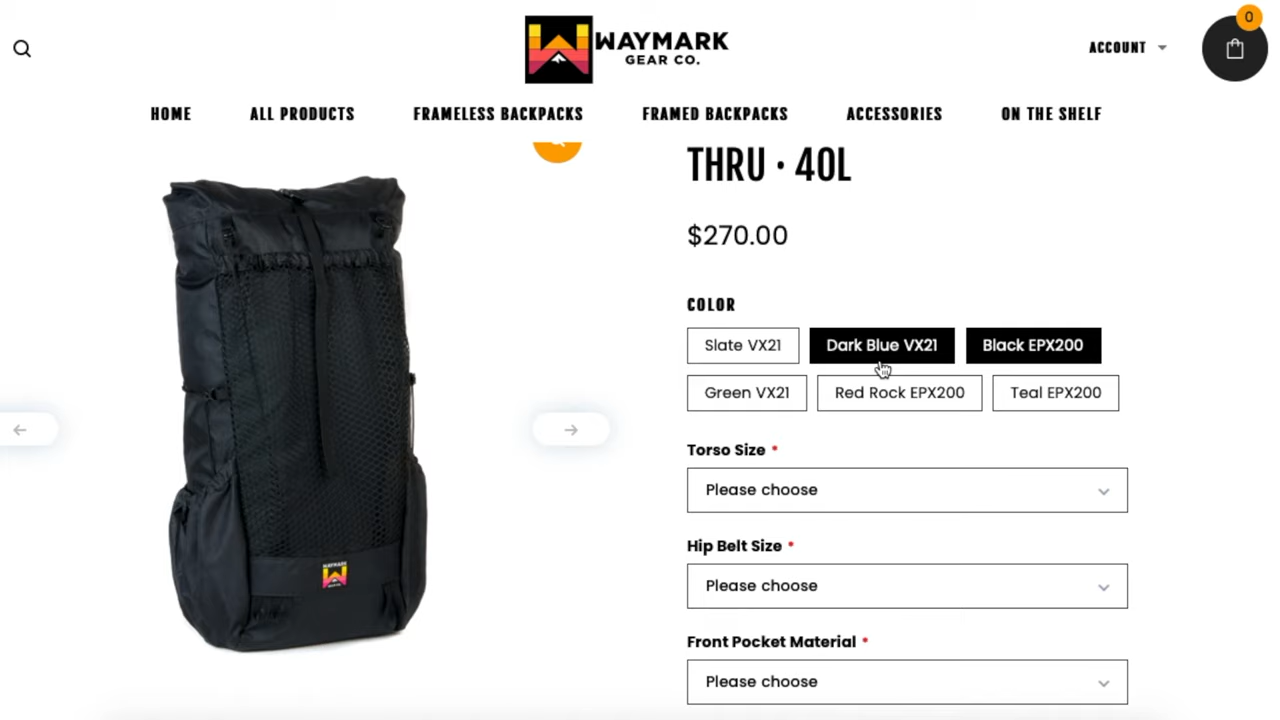 0
WAYMARK
GEAR CO.
ACCOUNT
HOME ALL PRODUCTS FRAMELESS BACKPACKS FRAMED BACKPACKS ACCESSORIES ON THE SHELF
THRU · 40L
$270.00
COLOR
Slate VX21 Dark Blue VX21 Black EPX200
Green VX21 Red Rock EPX200 Teal EPX200
Torso Size *
Please choose
Hip Belt Size *
Please choose
Front Pocket Material *
Please choose
WAYMARK